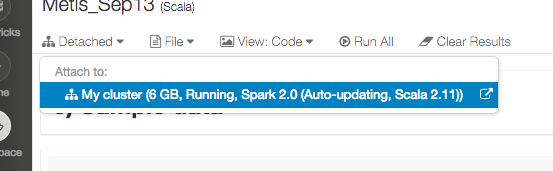 Metis_Sep13 (Scala)
Detached File View: Code Run All Clear Results
Attach to:
My cluster (6 GB, Running, Spark 2.0 (Auto-updating, Scala 2.11))